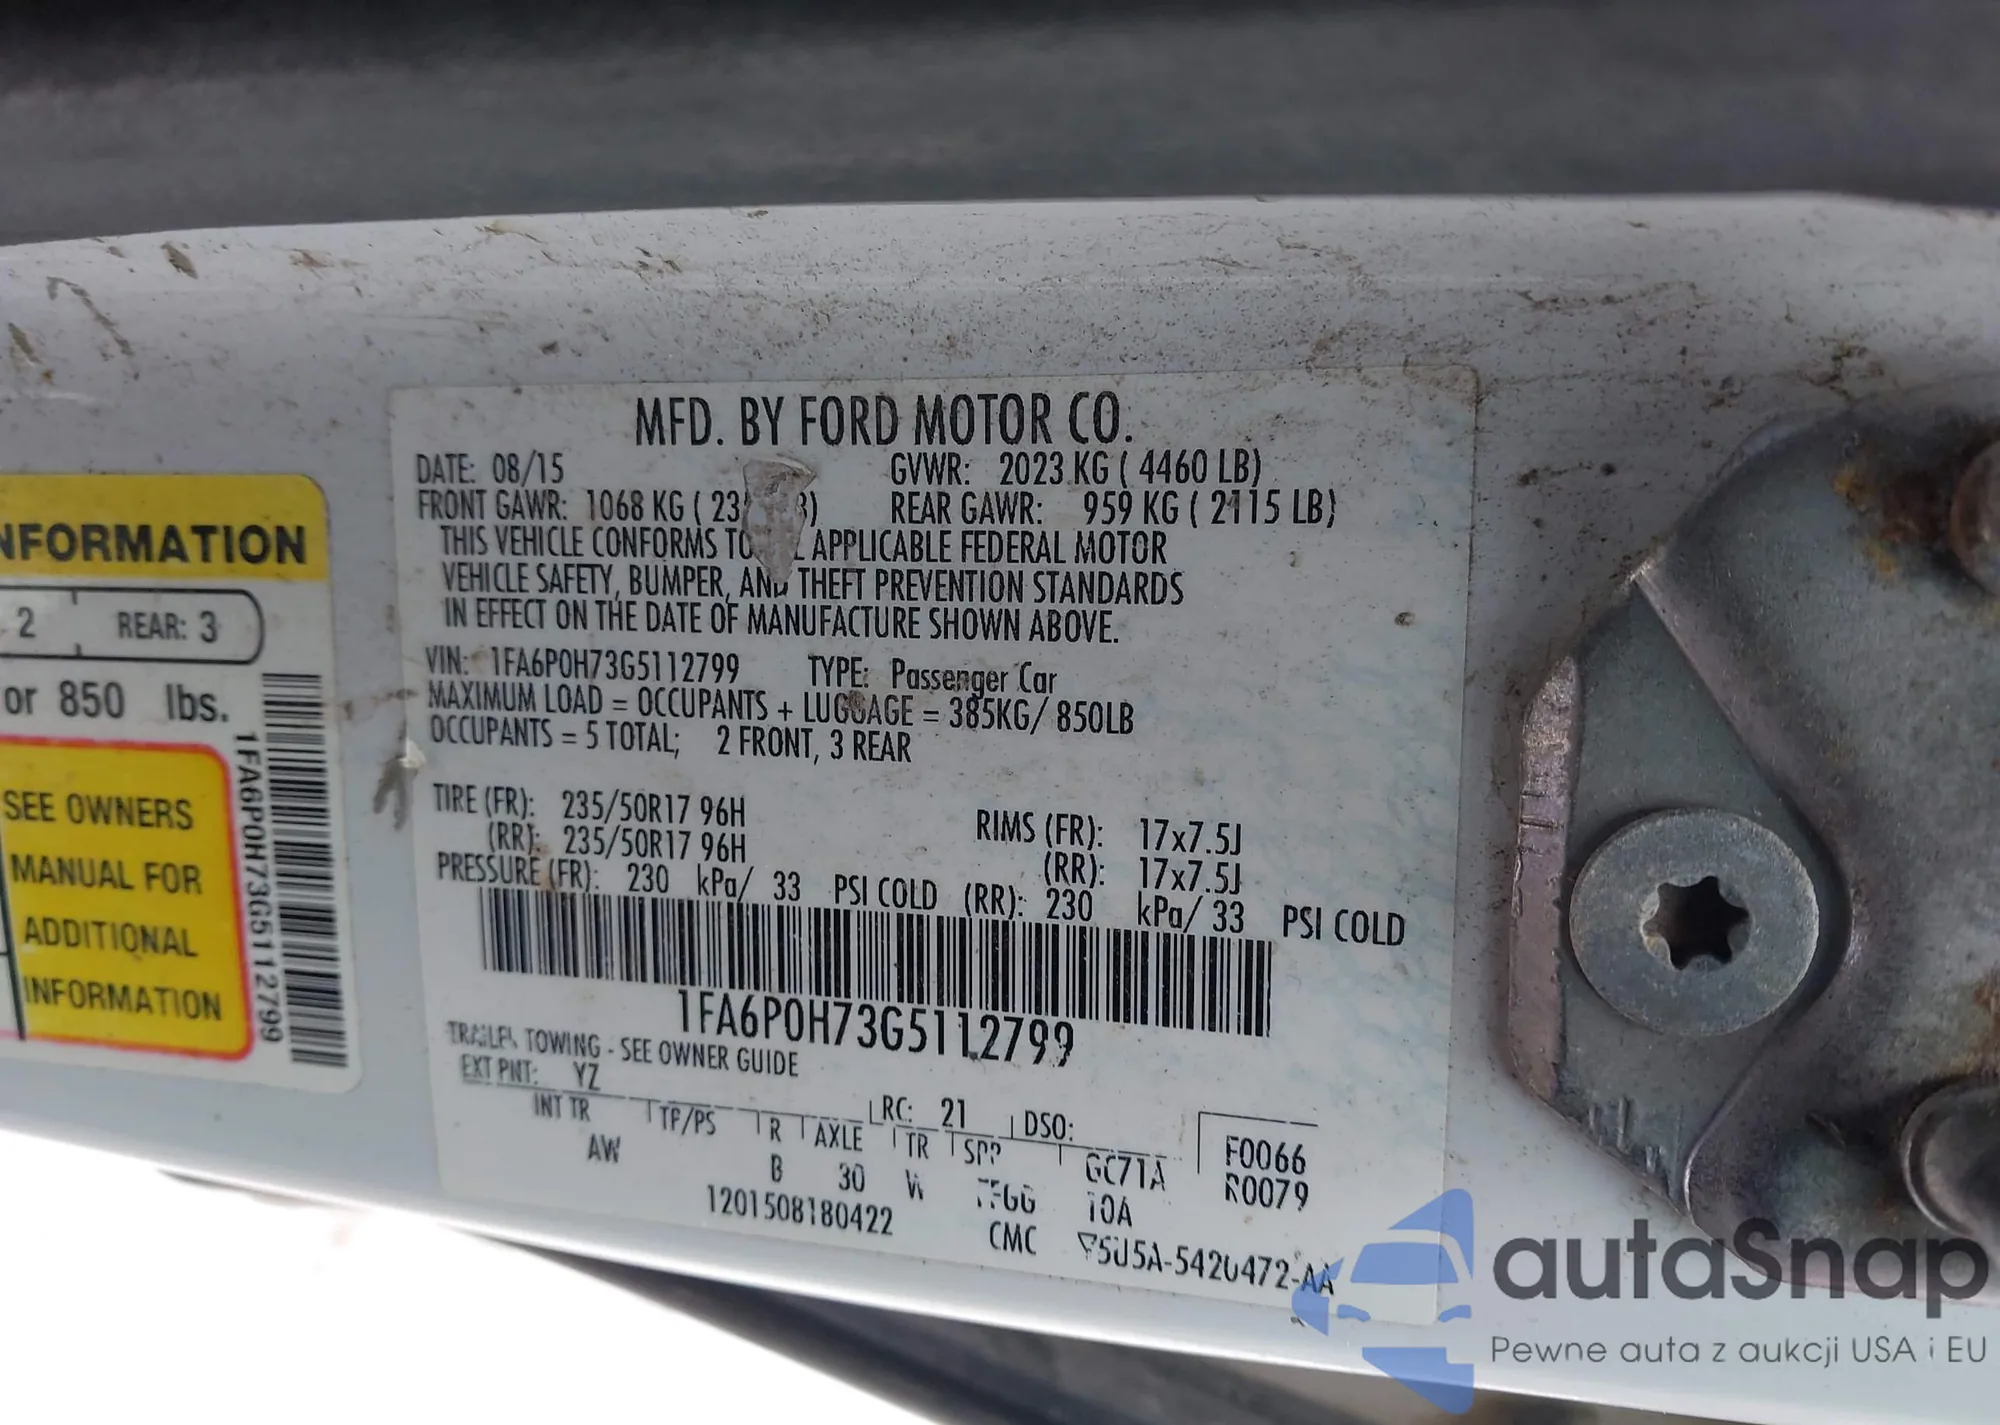 NFORMATION
2 REAR: 3
or 850 lbs.
SEE OWNERS
MANUAL FOR
ADDITIONAL
INFORMATION
1FA6P0H73G5112799
MFD. BY FORD MOTOR CO.
DATE: 08/15 GVWR: 2023 KG ( 4460 LB)
FRONT GAWR: 1068 KG ( REAR GAWR: 959 KG ( 2115 LB)
THIS VEHICLE CONFORMS TO APPLICABLE FEDERAL MOTOR
VEHICLE SAFETY, BUMPER, AND THEFT PREVENTION STANDARDS
IN EFFECT ON THE DATE OF MANUFACTURE SHOWN ABOVE.
VIN: 1FA6P0H73G5112799 TYPE: Passenger Car
MAXIMUM LOAD = OCCUPANTS + LUGGAGE = 385KG/ 850LB
OCCUPANTS = 5 TOTAL; 2 FRONT, 3 REAR
TIRE (FR): 235/50R17 96H RIMS (FR): 17x7.5J
(RR): 235/50R17 96H (RR): 17x7.5J
PRESSURE (FR): 230 kPa/ 33 PSI COLD (RR): 230 kPa/ 33 PSI COLD
1FA6P0H73G5112799
TRAILER TOWING - SEE OWNER GUIDE
EXT PNT: YZ RC: 21 DSO:
INT TR TP/PS R AXLE TR SPR GC71A F0066
AW B 30 W 10A R0079
1201508180422 CMC 5U5A-5420472-AA
autaSnap
Pewne auta z aukcji USA i EU